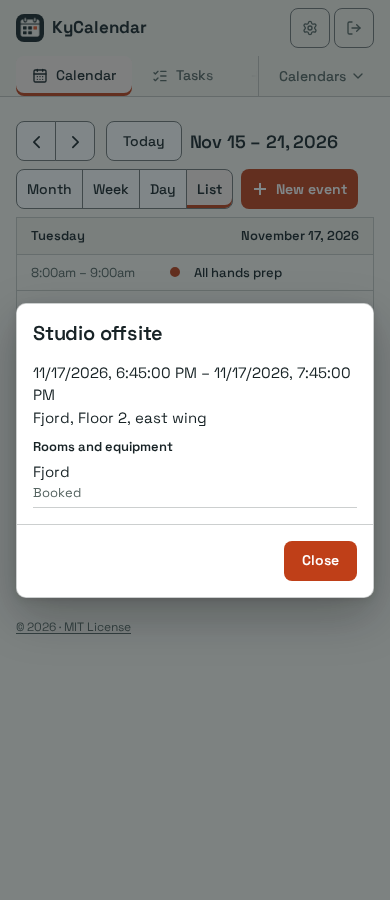 KyCalendar
Calendar
Tasks
Calendars
Today
Nov 15 – 21, 2026
Month
Week
Day
List
New event
Tuesday
November 17, 2026
8:00am – 9:00am
All hands prep
Studio offsite
11/17/2026, 6:45:00 PM – 11/17/2026, 7:45:00
PM
Fjord, Floor 2, east wing
Rooms and equipment
Fjord
Booked
Close
© 2026 · MIT License